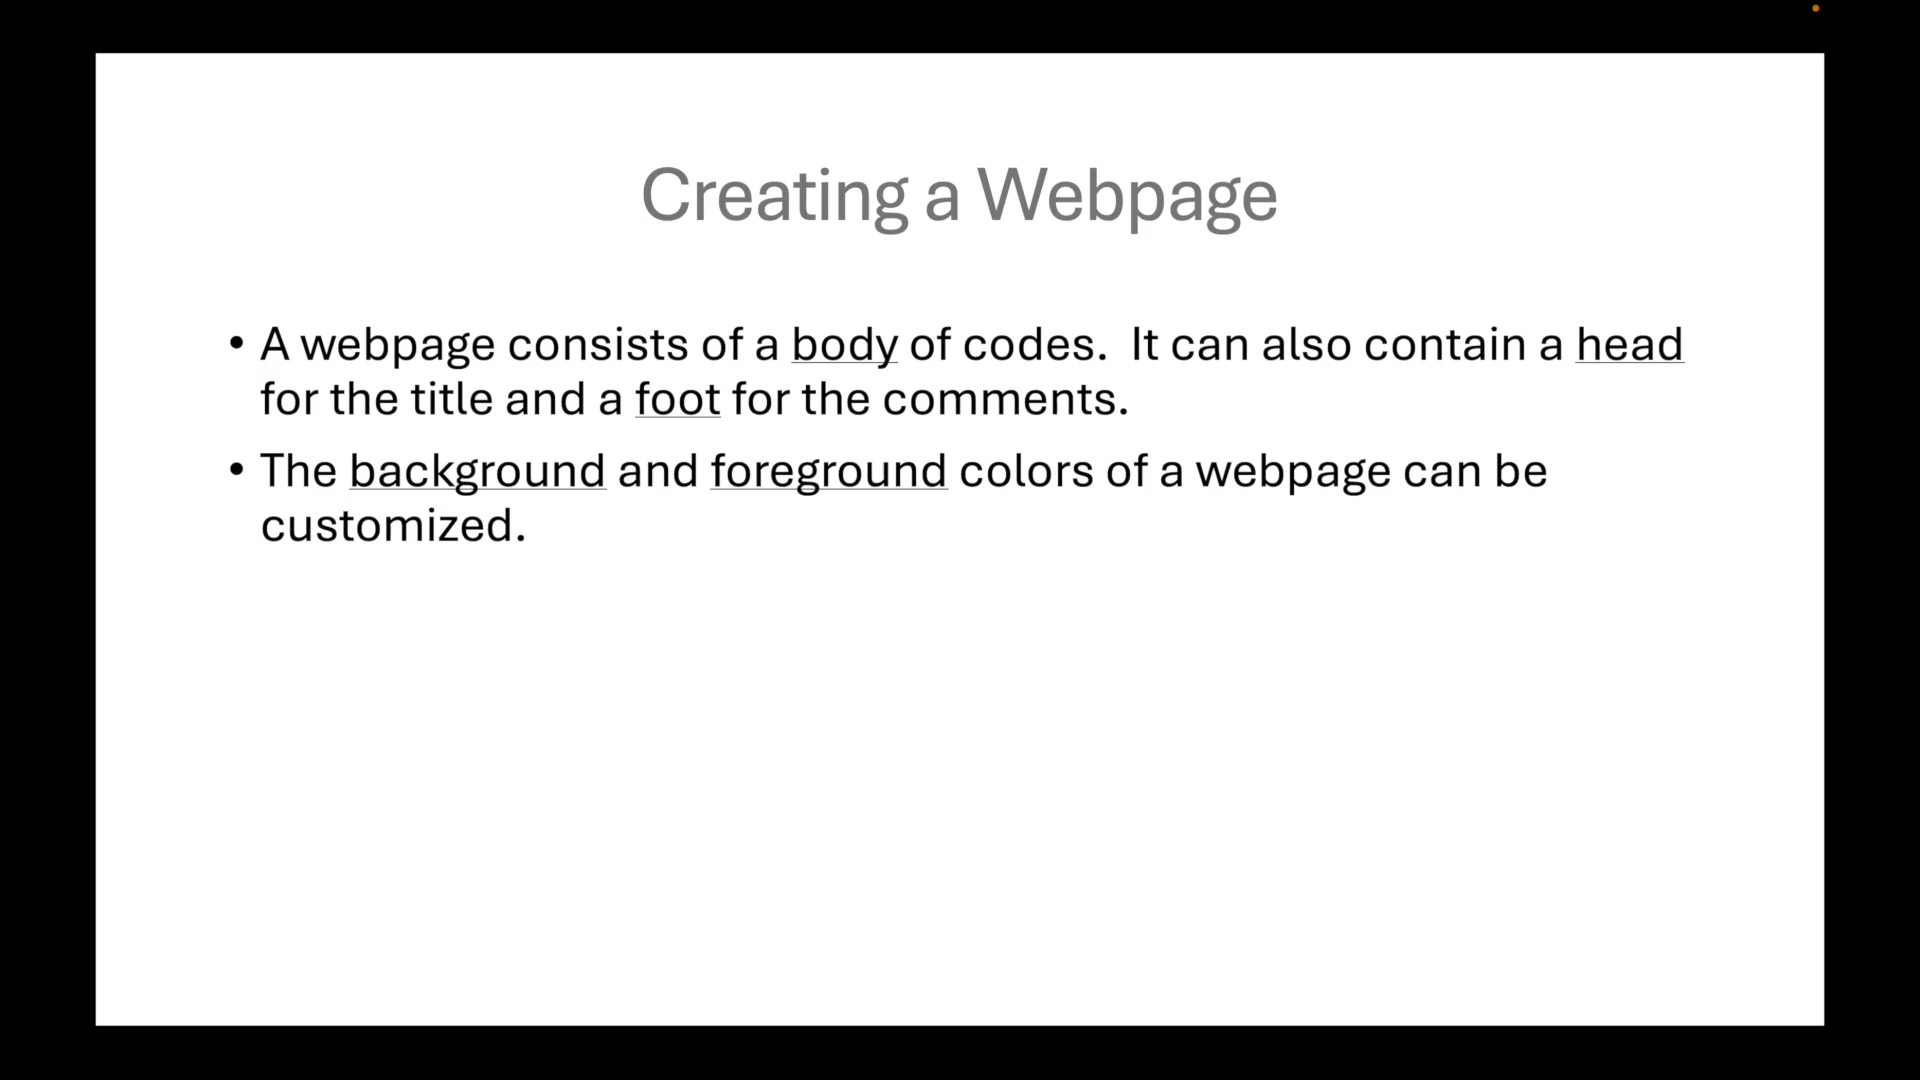 Creating a Webpage
• A webpage consists of a body of codes.  It can also contain a head
for the title and a foot for the comments.
• The background and foreground colors of a webpage can be
customized.